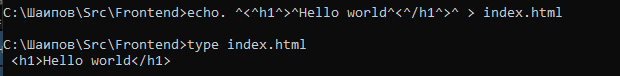 C:\Шаипов\Src\Frontend>echo. ^<^h1^>^Hello world^<^/h1^>^ > index.html
C:\Шаипов\Src\Frontend>type index.html
<h1>Hello world</h1>